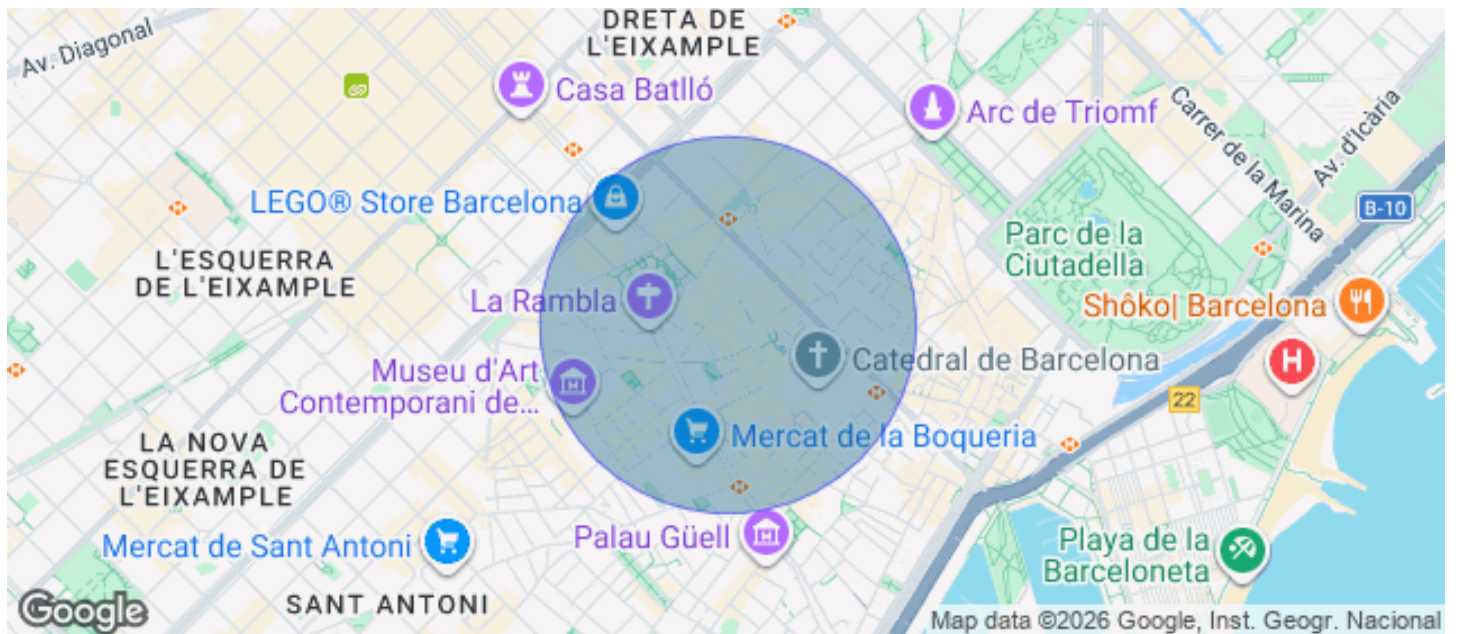 DRETA DE
L'EIXAMPLE
Av. Diagonal
Casa Batlló
Arc de Triomf
Carrer de la Marina
Av. d'Icària
LEGO® Store Barcelona
B-10
L'ESQUERRA
DE L'EIXAMPLE
Parc de la
Ciutadella
La Rambla
Shôko| Barcelona
Museu d'Art
Contemporani de...
Catedral de Barcelona
H
22
Mercat de la Boqueria
LA NOVA
ESQUERRA DE
L'EIXAMPLE
Mercat de Sant Antoni
Palau Güell
Playa de la
Barceloneta
SANT ANTONI
Google
Map data ©2026 Google, Inst. Geogr. Nacional